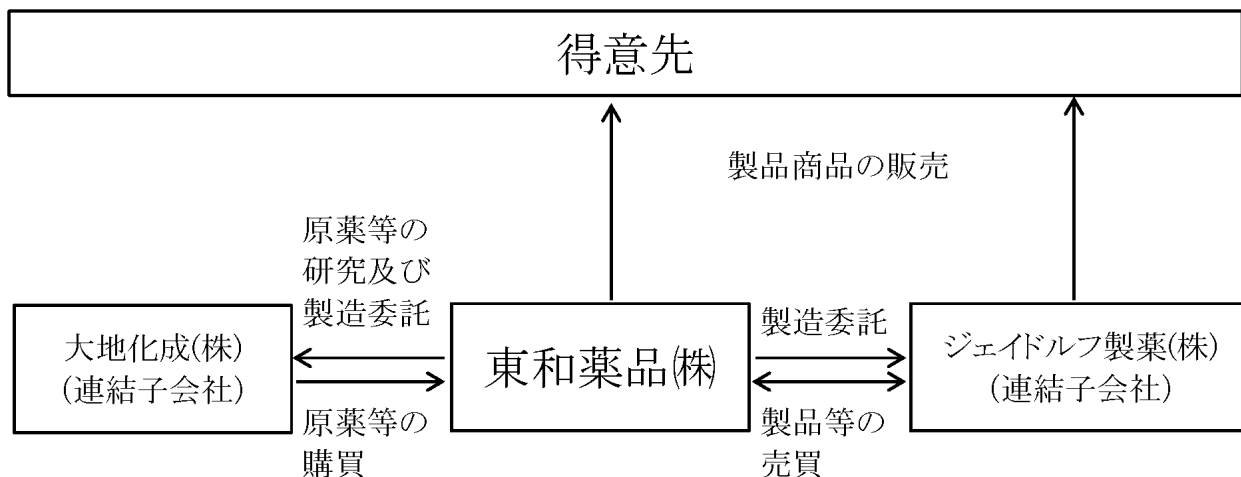 得意先
製品商品の販売
原薬等の
研究及び
製造委託
大地化成(株)
(連結子会社)
原薬等の
購買
東和薬品㈱
製造委託
製品等の
売買
ジェイドルフ製薬(株)
(連結子会社)